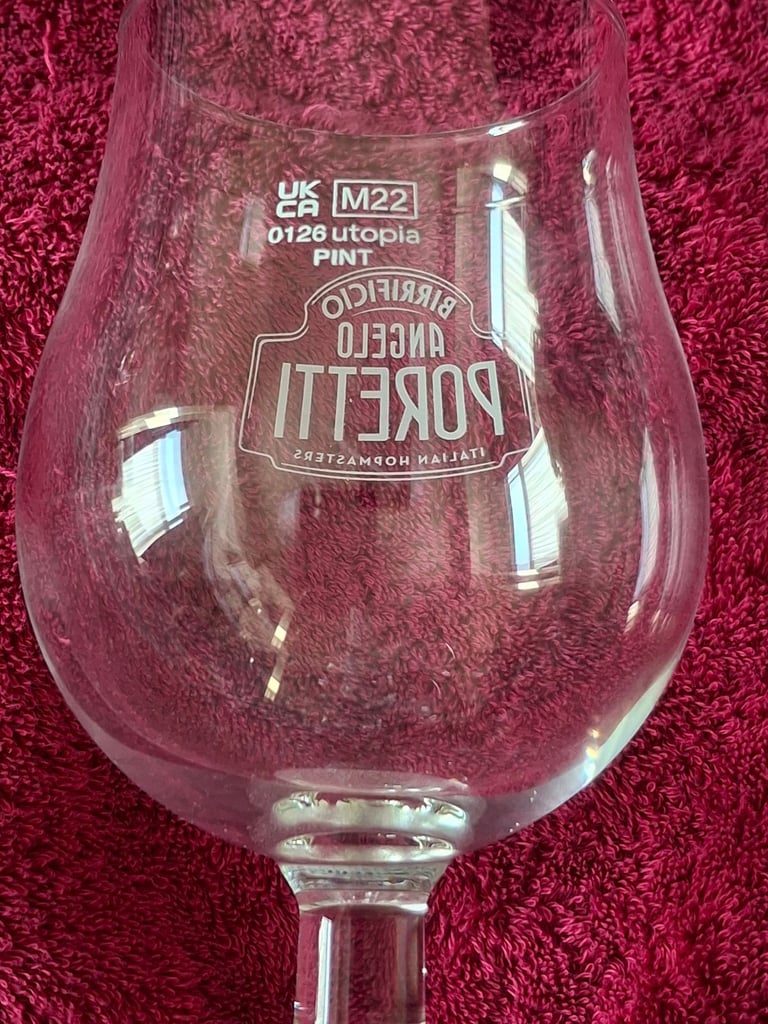 UK
CA M22
0126 utopia
PINT
BIRRIFICIO
ANGELO
PORETTI
ITALIAN HOPMASTERS